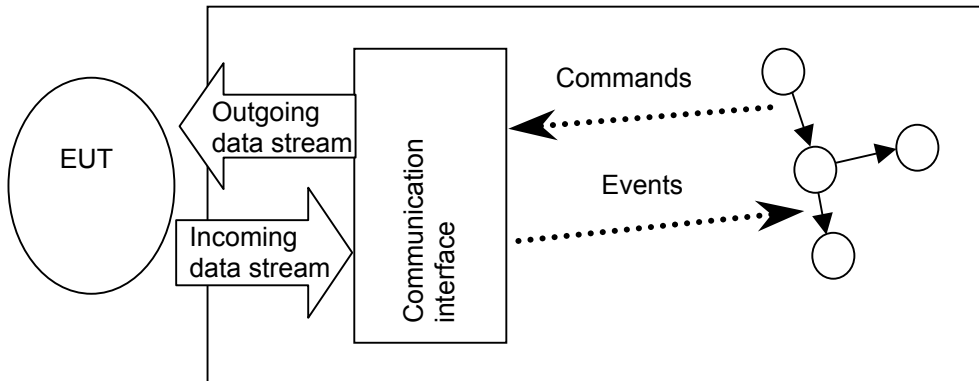 EUT
Outgoing
data stream
Incoming
data stream
Communication
interface
Commands
Events